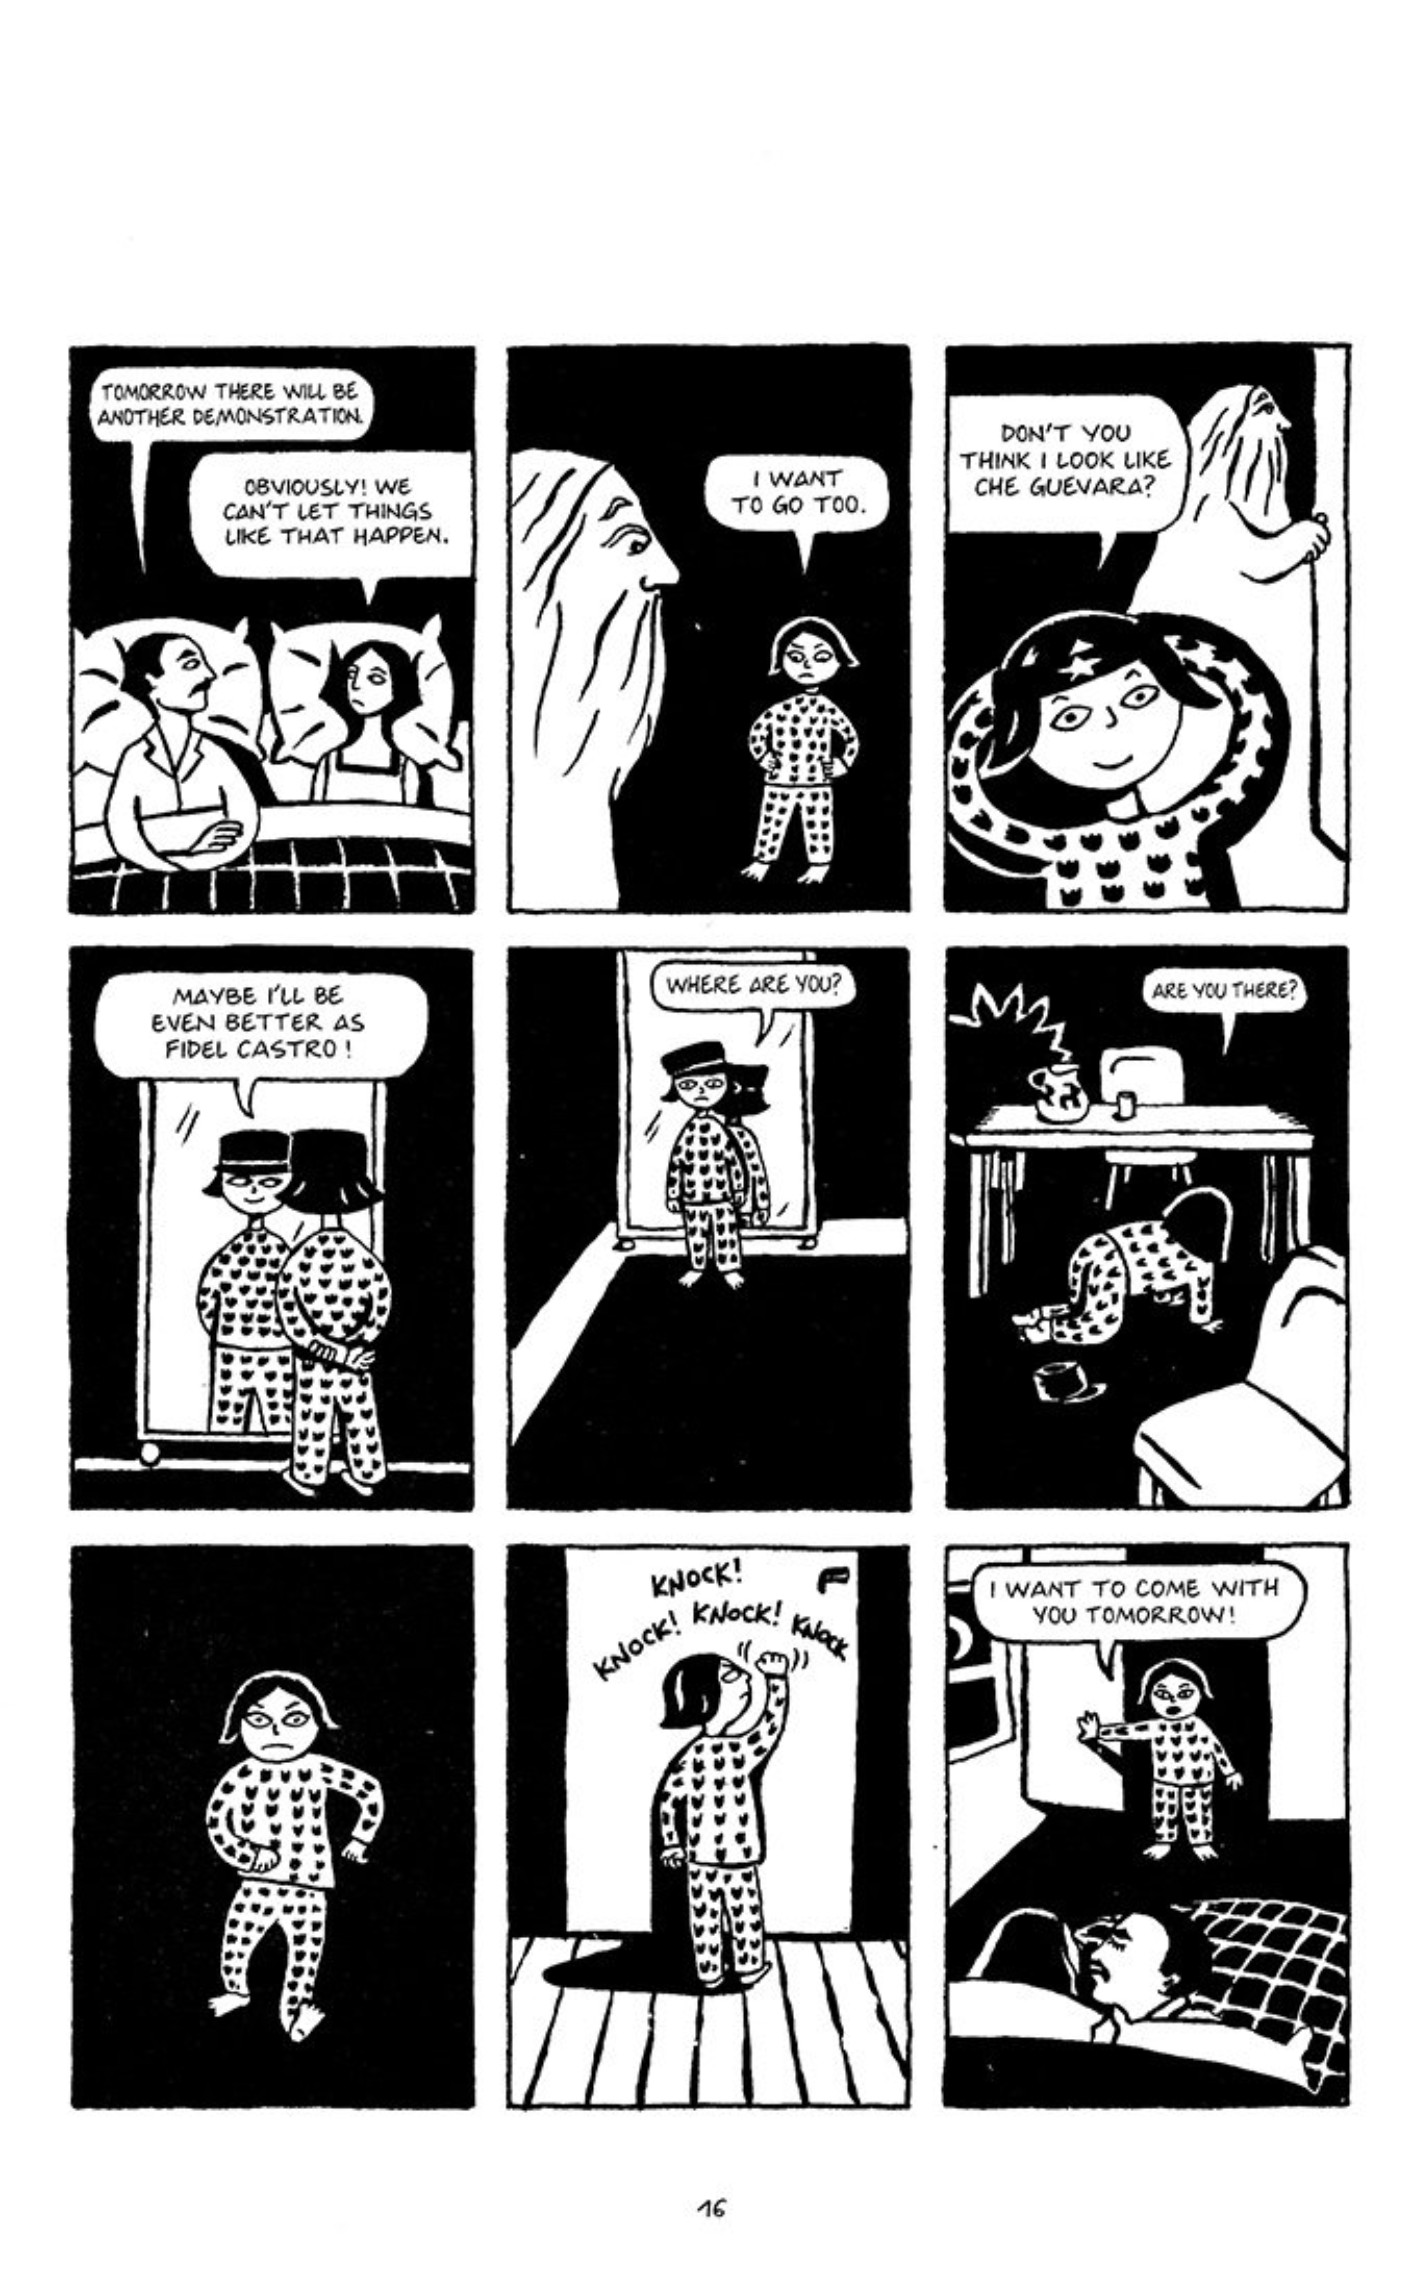 TOMORROW THERE WILL BE
ANOTHER DEMONSTRATION.
OBVIOUSLY! WE
CAN'T LET THINGS
LIKE THAT HAPPEN.
I WANT
TO GO TOO.
DON'T YOU
THINK I LOOK LIKE
CHE GUEVARA?
MAYBE I'LL BE
EVEN BETTER AS
FIDEL CASTRO!
WHERE ARE YOU?
ARE YOU THERE?
KNOCK!
KNOCK! KNOCK! KNOCK
I WANT TO COME WITH
YOU TOMORROW!
16